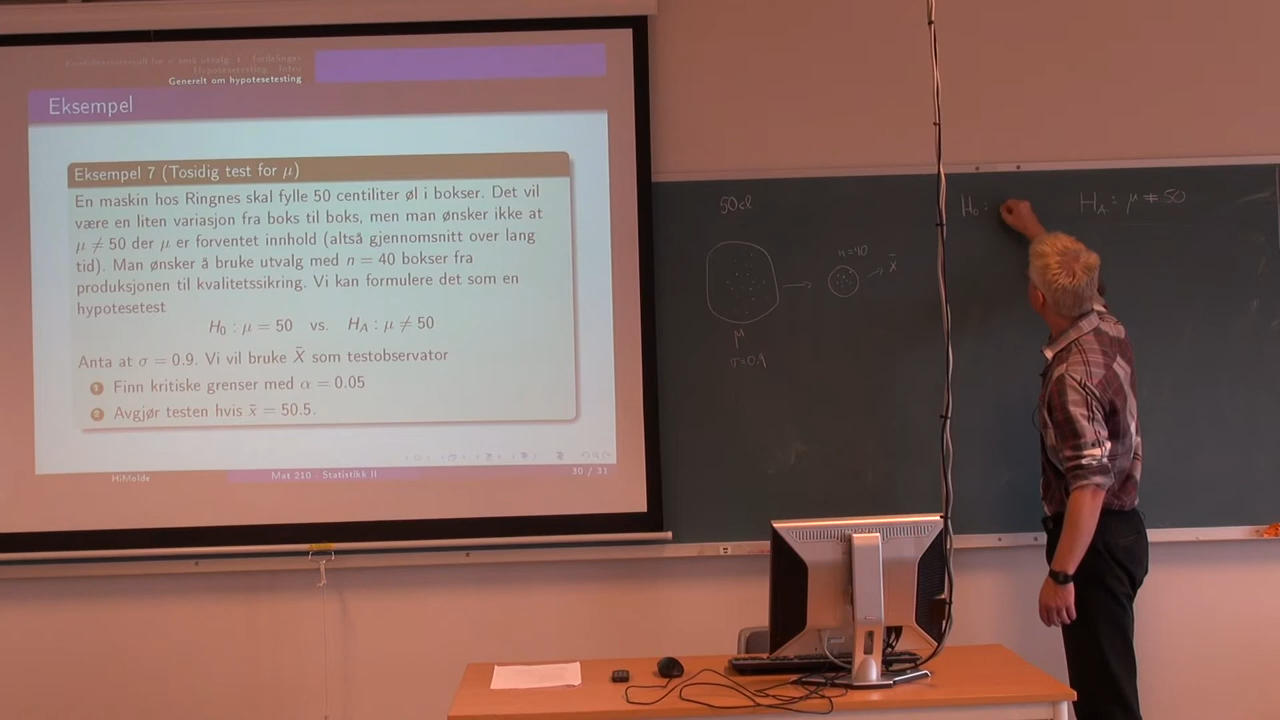 Generelt om hypotesetesting
Eksempel
Eksempel 7 (Tosidig test for μ)
En maskin hos Ringnes skal fylle 50 centiliter øl i bokser. Det vil
være en liten variasjon fra boks til boks, men man ønsker ikke at
μ ≠ 50 der μ er forventet innhold (altså gjennomsnitt over lang
tid). Man ønsker å bruke utvalg med n = 40 bokser fra
produksjonen til kvalitetssikring. Vi kan formulere det som en
hypotesetest
H₀ : μ = 50 vs. H_A : μ ≠ 50
Anta at σ = 0.9. Vi vil bruke X̄ som testobservator
1 Finn kritiske grenser med α = 0.05
2 Avgjør testen hvis x̄ = 50.5.
HiMolde Mat 210 - Statistikk II 30 / 31
50cl
n=40
x̄
μ
σ=0.9
H₀ :
H_A : μ ≠ 50